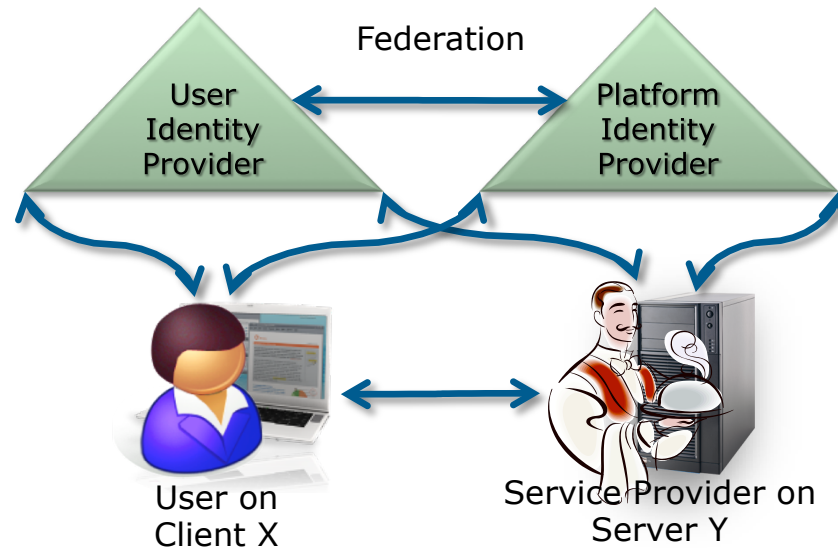 Federation
User
Identity
Provider
Platform
Identity
Provider
User on
Client X
Service Provider on
Server Y